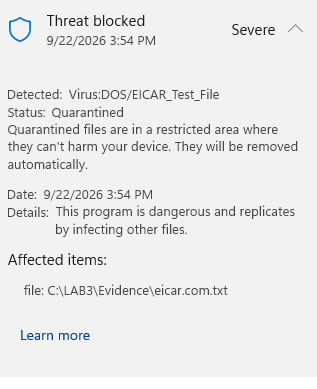 Threat blocked
9/22/2026 3:54 PM
Severe
Detected: Virus:DOS/EICAR_Test_File
Status: Quarantined
Quarantined files are in a restricted area where
they can't harm your device. They will be removed
automatically.
Date: 9/22/2026 3:54 PM
Details: This program is dangerous and replicates
by infecting other files.
Affected items:
file: C:\LAB3\Evidence\eicar.com.txt
Learn more